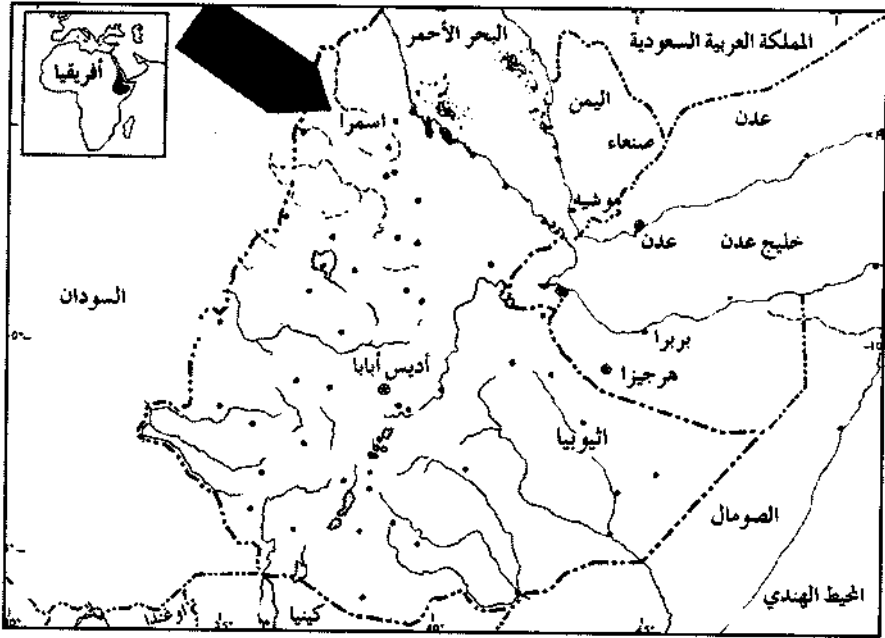 أفريقيا
البحر الأحمر
المملكة العربية السعودية
اليمن
صنعاء
عدن
اسمرا
عدن
خليج عدن
السودان
بربرا
هرجيزا
أديس أبابا
اثيوبيا
الصومال
المحيط الهندي
كينيا
أوغندا